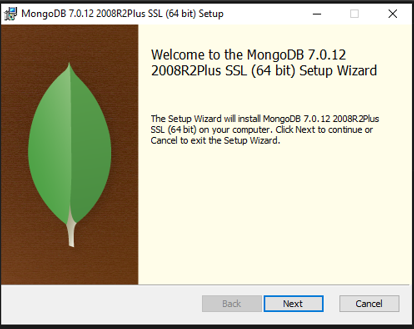 MongoDB 7.0.12 2008R2Plus SSL (64 bit) Setup
Welcome to the MongoDB 7.0.12
2008R2Plus SSL (64 bit) Setup Wizard
The Setup Wizard will install MongoDB 7.0.12 2008R2Plus
SSL (64 bit) on your computer. Click Next to continue or
Cancel to exit the Setup Wizard.
Back
Next
Cancel